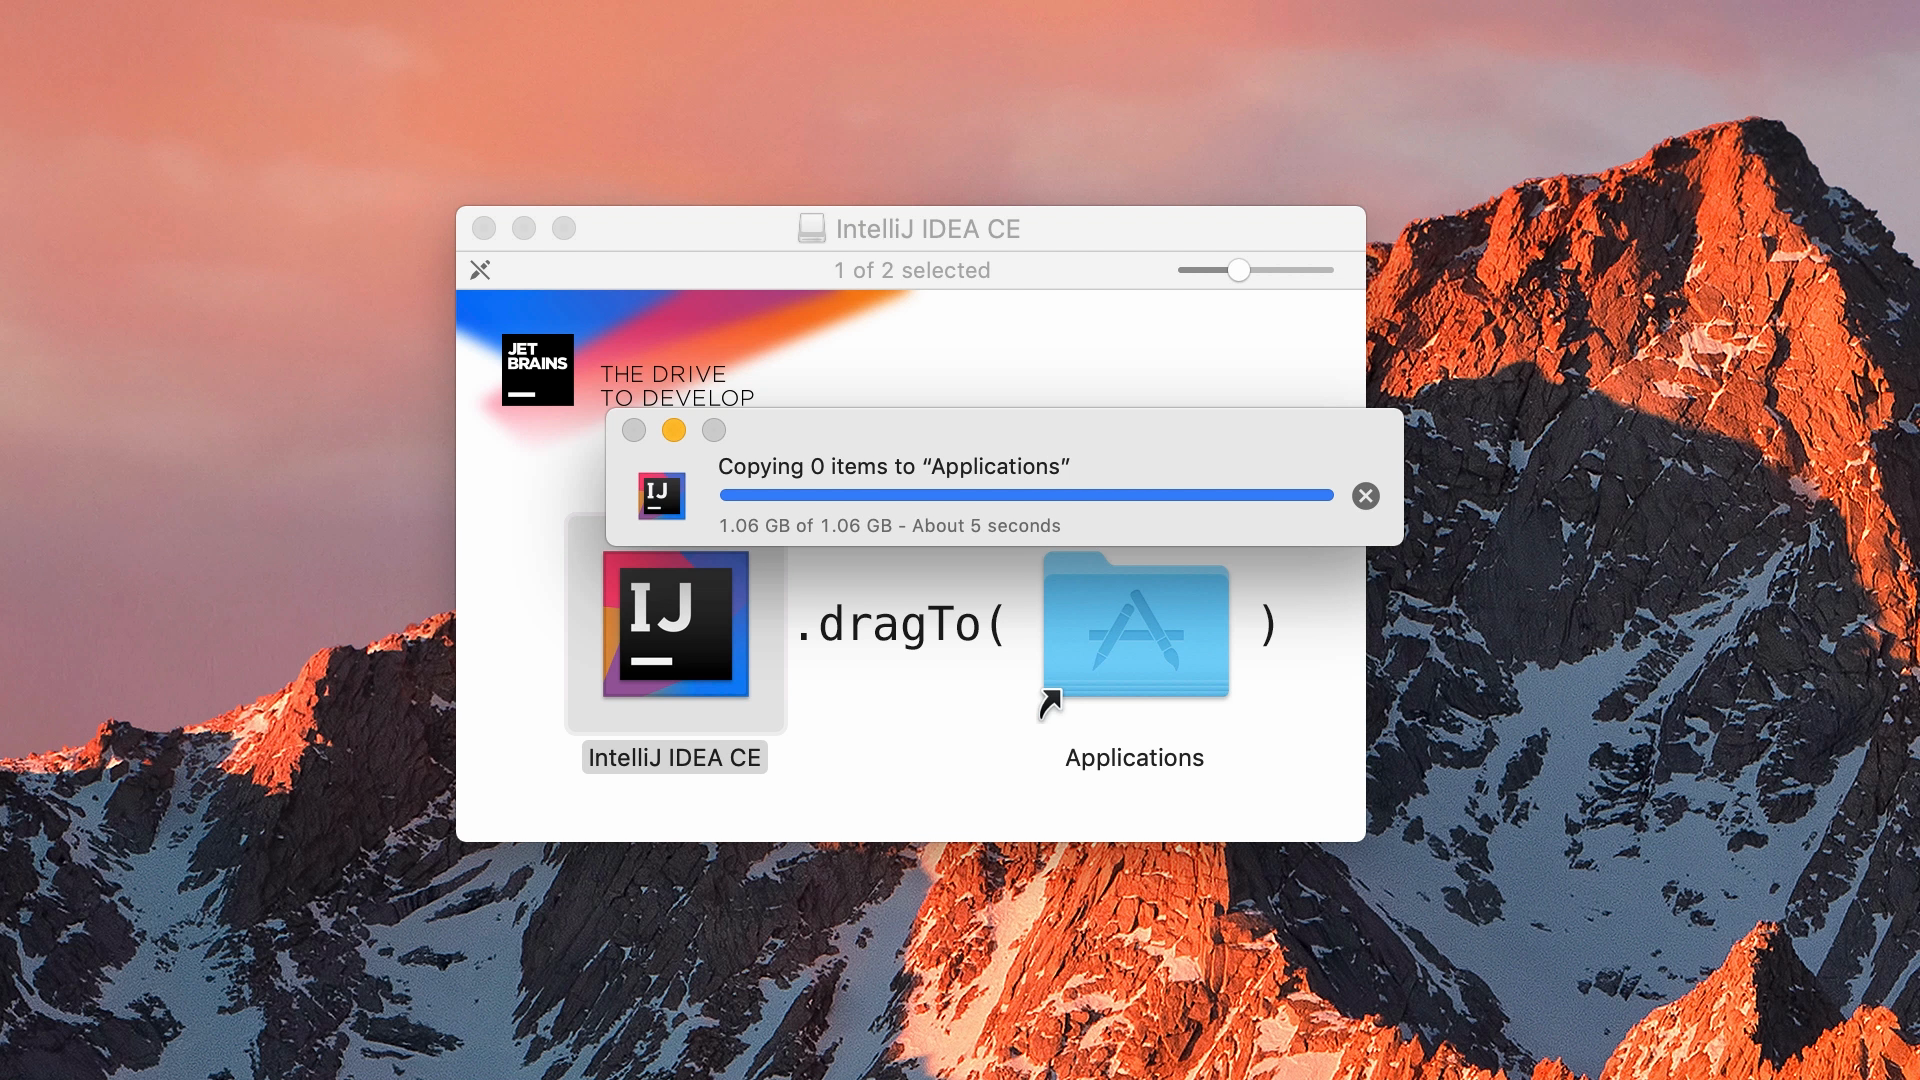 IntelliJ IDEA CE
1 of 2 selected
JET
BRAINS
THE DRIVE
TO DEVELOP
Copying 0 items to “Applications”
IJ
1.06 GB of 1.06 GB - About 5 seconds
IJ
.dragTo( )
IntelliJ IDEA CE
Applications